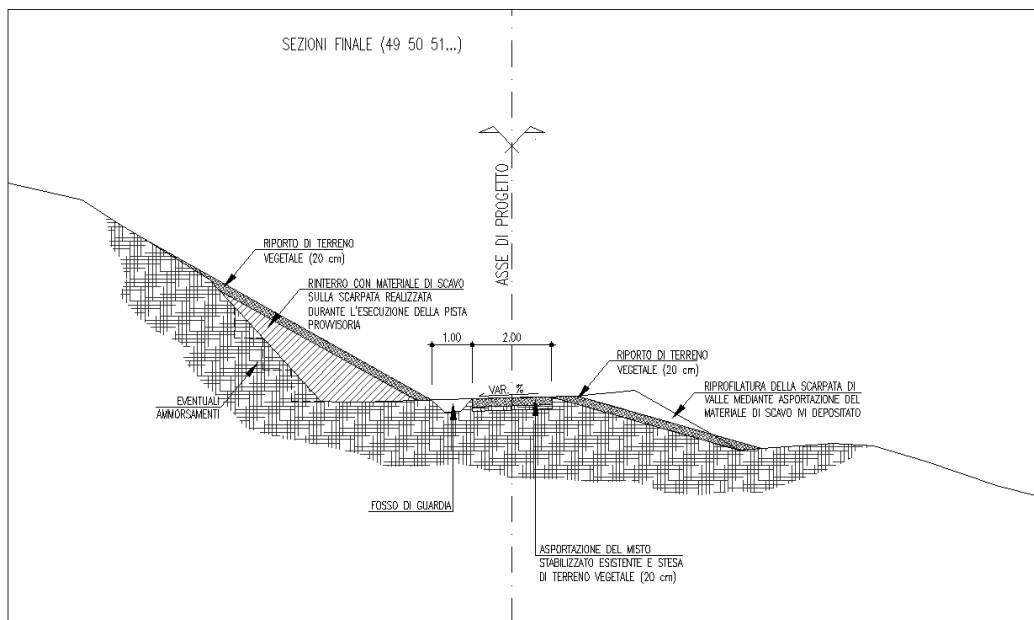 SEZIONI FINALE (49 50 51...)
ASSE DI PROGETTO
RIPORTO DI TERRENO
VEGETALE (20 cm)
RINTERRO CON MATERIALE DI SCAVO
SULLA SCARPATA REALIZZATA
DURANTE L'ESECUZIONE DELLA PISTA
PROVVISORIA
1.00
2.00
RIPORTO DI TERRENO
VEGETALE (20 cm)
RIPROFILATURA DELLA SCARPATA DI
VALLE MEDIANTE ASPORTAZIONE DEL
MATERIALE DI SCAVO IVI DEPOSITATO
VAR. %
EVENTUALI
AMMORSAMENTI
FOSSO DI GUARDIA
ASPORTAZIONE DEL MISTO
STABILIZZATO ESISTENTE E STESA
DI TERRENO VEGETALE (20 cm)